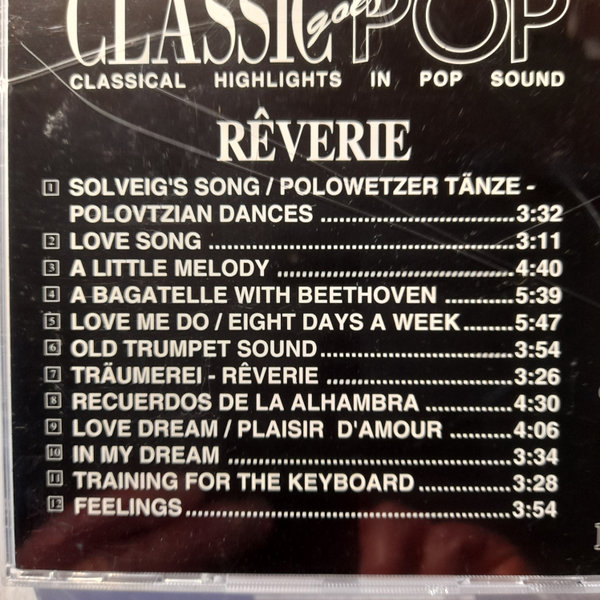 CLASSIC goes POP
CLASSICAL HIGHLIGHTS IN POP SOUND
RÊVERIE
1 SOLVEIG'S SONG / POLOWETZER TÄNZE -
POLOVTZIAN DANCES ..............................3:32
2 LOVE SONG ...............................................3:11
3 A LITTLE MELODY ....................................4:40
4 A BAGATELLE WITH BEETHOVEN ...........5:39
5 LOVE ME DO / EIGHT DAYS A WEEK........5:47
6 OLD TRUMPET SOUND..............................3:54
7 TRÄUMEREI - RÊVERIE .............................3:26
8 RECUERDOS DE LA ALHAMBRA .............4:30
9 LOVE DREAM / PLAISIR D'AMOUR ..........4:06
10 IN MY DREAM ...........................................3:34
11 TRAINING FOR THE KEYBOARD ..............3:28
12 FEELINGS..................................................3:54